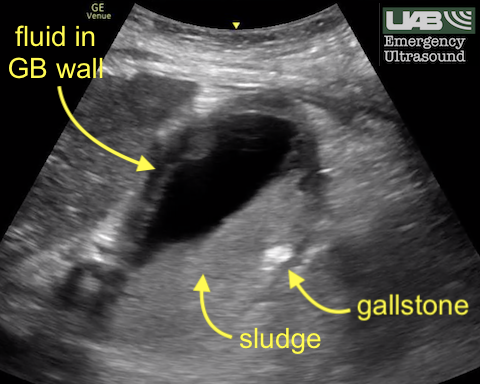 GE
Venue
UAB
Emergency
Ultrasound
fluid in
GB wall
gallstone
sludge